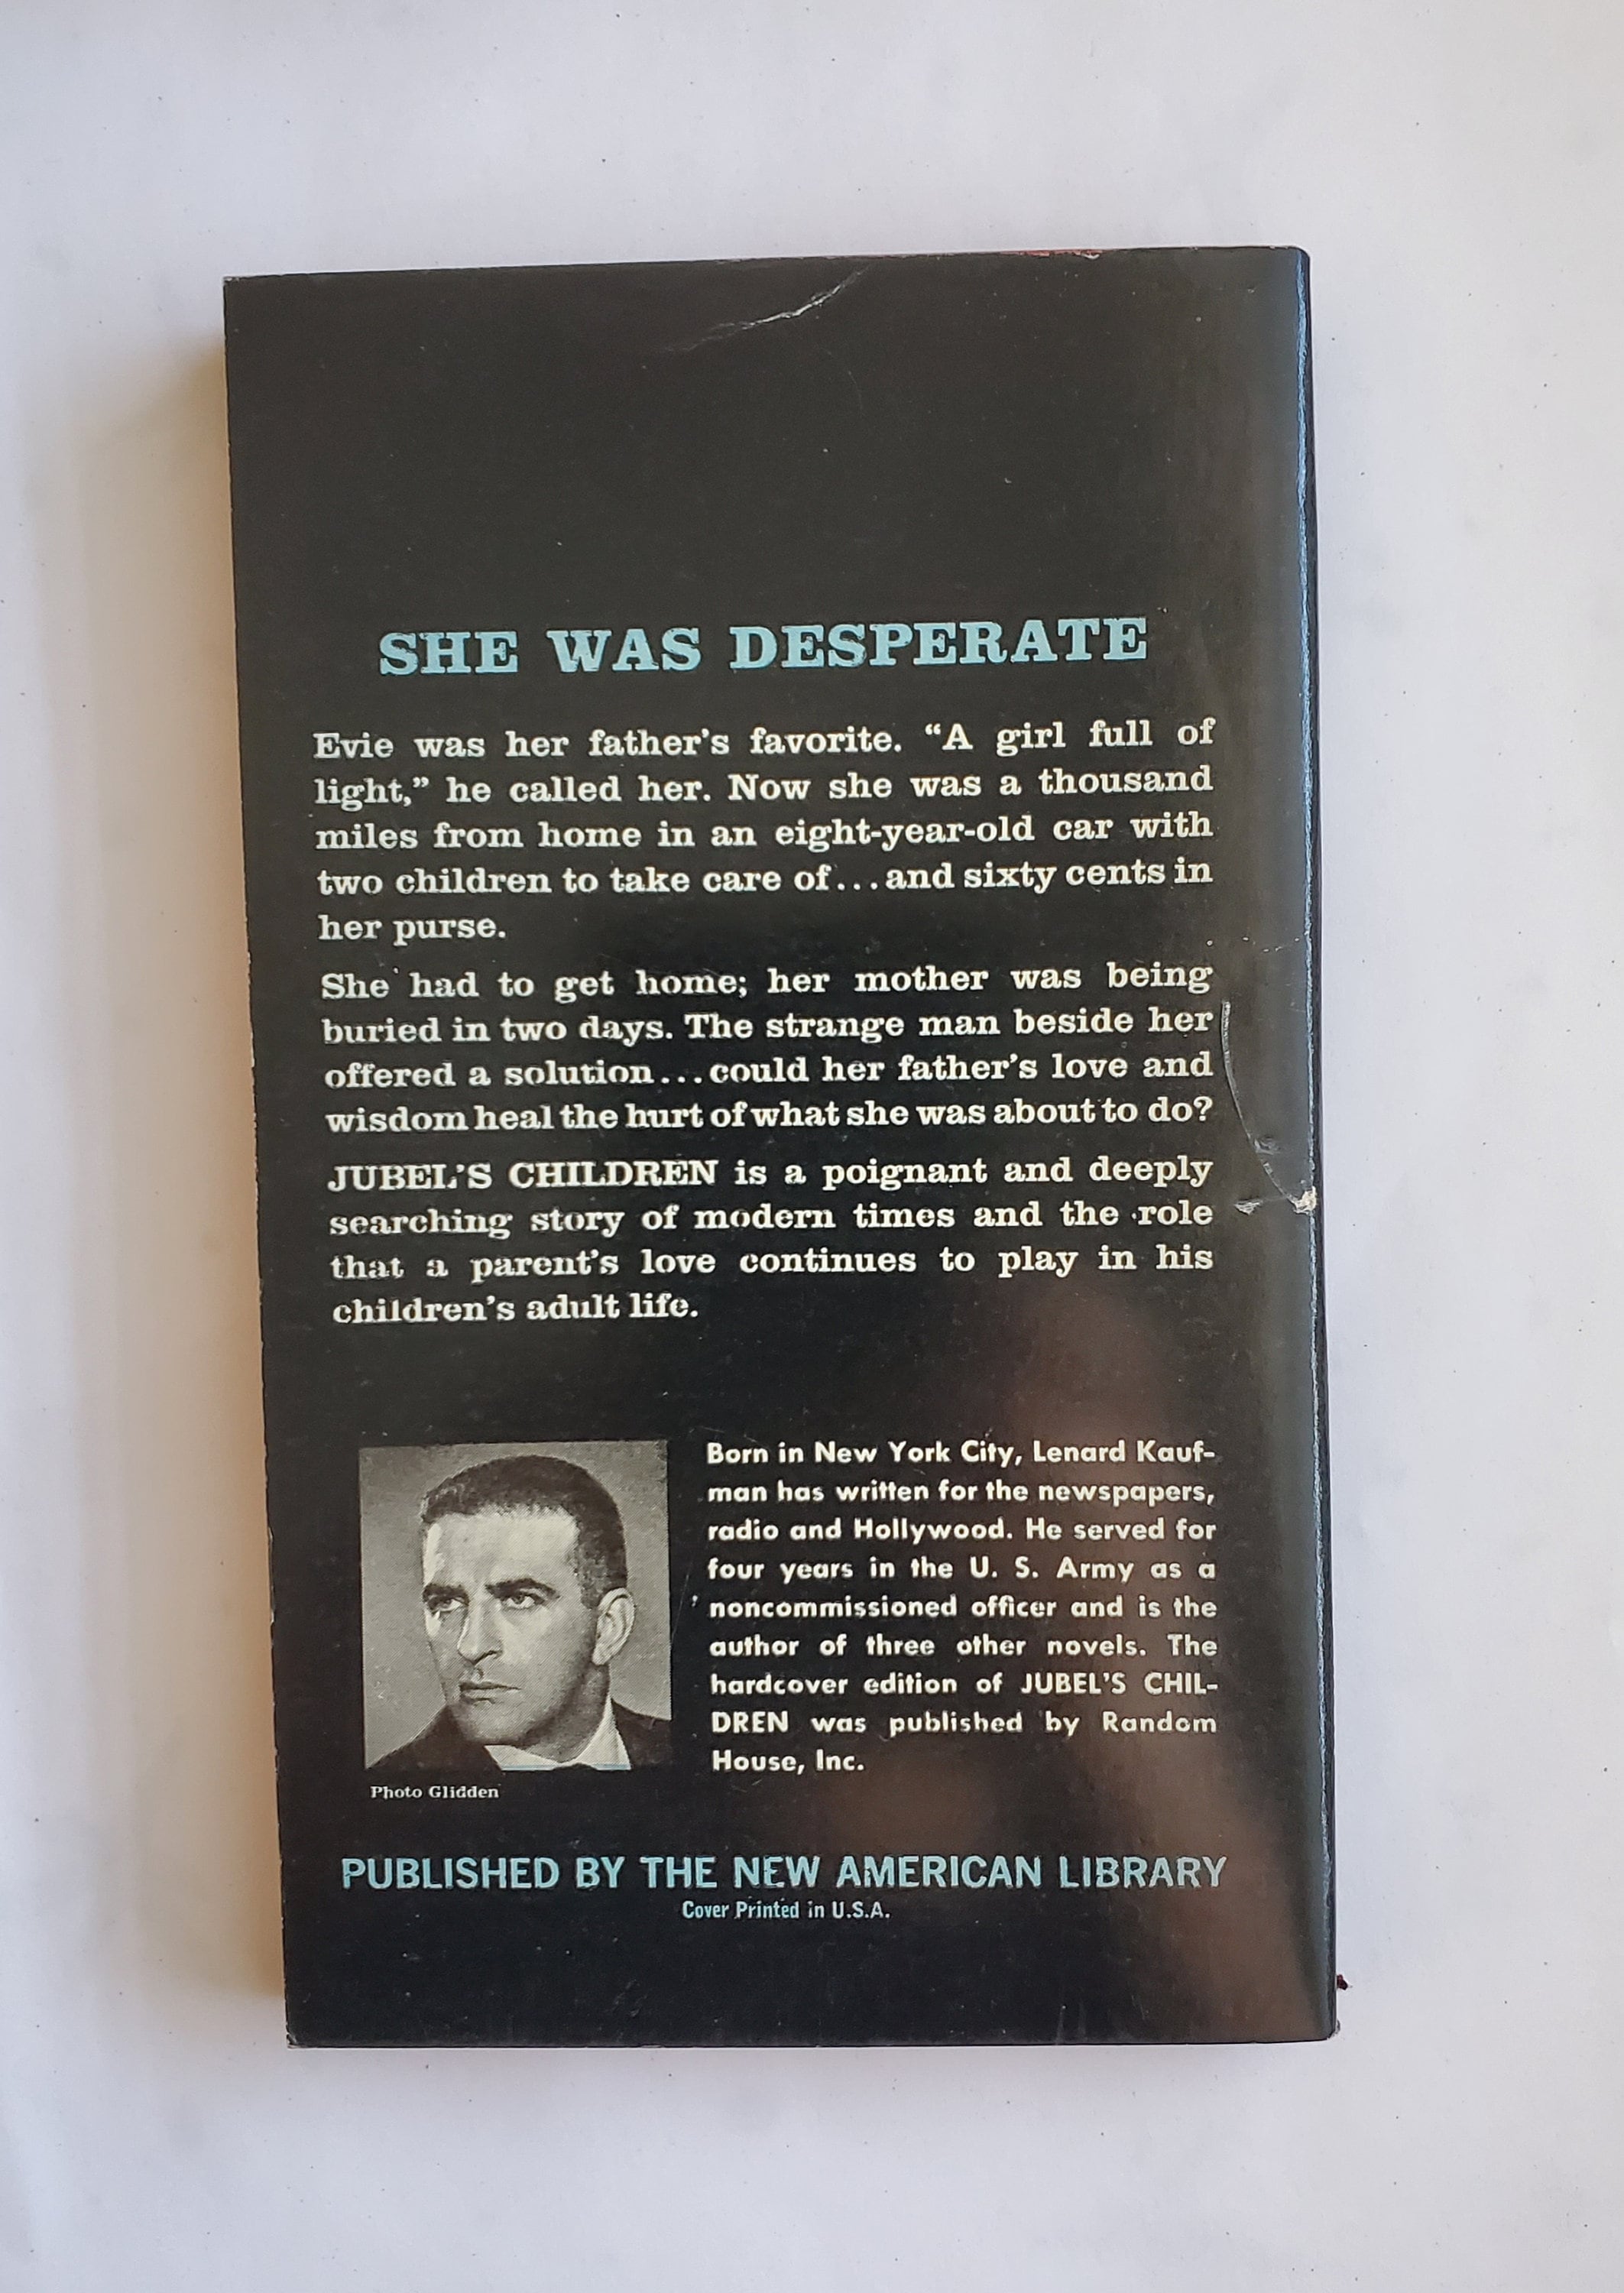 SHE WAS DESPERATE
Evie was her father's favorite. “A girl full of
light,” he called her. Now she was a thousand
miles from home in an eight-year-old car with
two children to take care of...and sixty cents in
her purse.
She had to get home; her mother was being
buried in two days. The strange man beside her
offered a solution...could her father's love and
wisdom heal the hurt of what she was about to do?
JUBEL'S CHILDREN is a poignant and deeply
searching story of modern times and the role
that a parent's love continues to play in his
children's adult life.
Born in New York City, Lenard Kauf-
man has written for the newspapers,
radio and Hollywood. He served for
four years in the U. S. Army as a
noncommissioned officer and is the
author of three other novels. The
hardcover edition of JUBEL'S CHIL-
DREN was published by Random
House, Inc.
Photo Glidden
PUBLISHED BY THE NEW AMERICAN LIBRARY
Cover Printed in U.S.A.